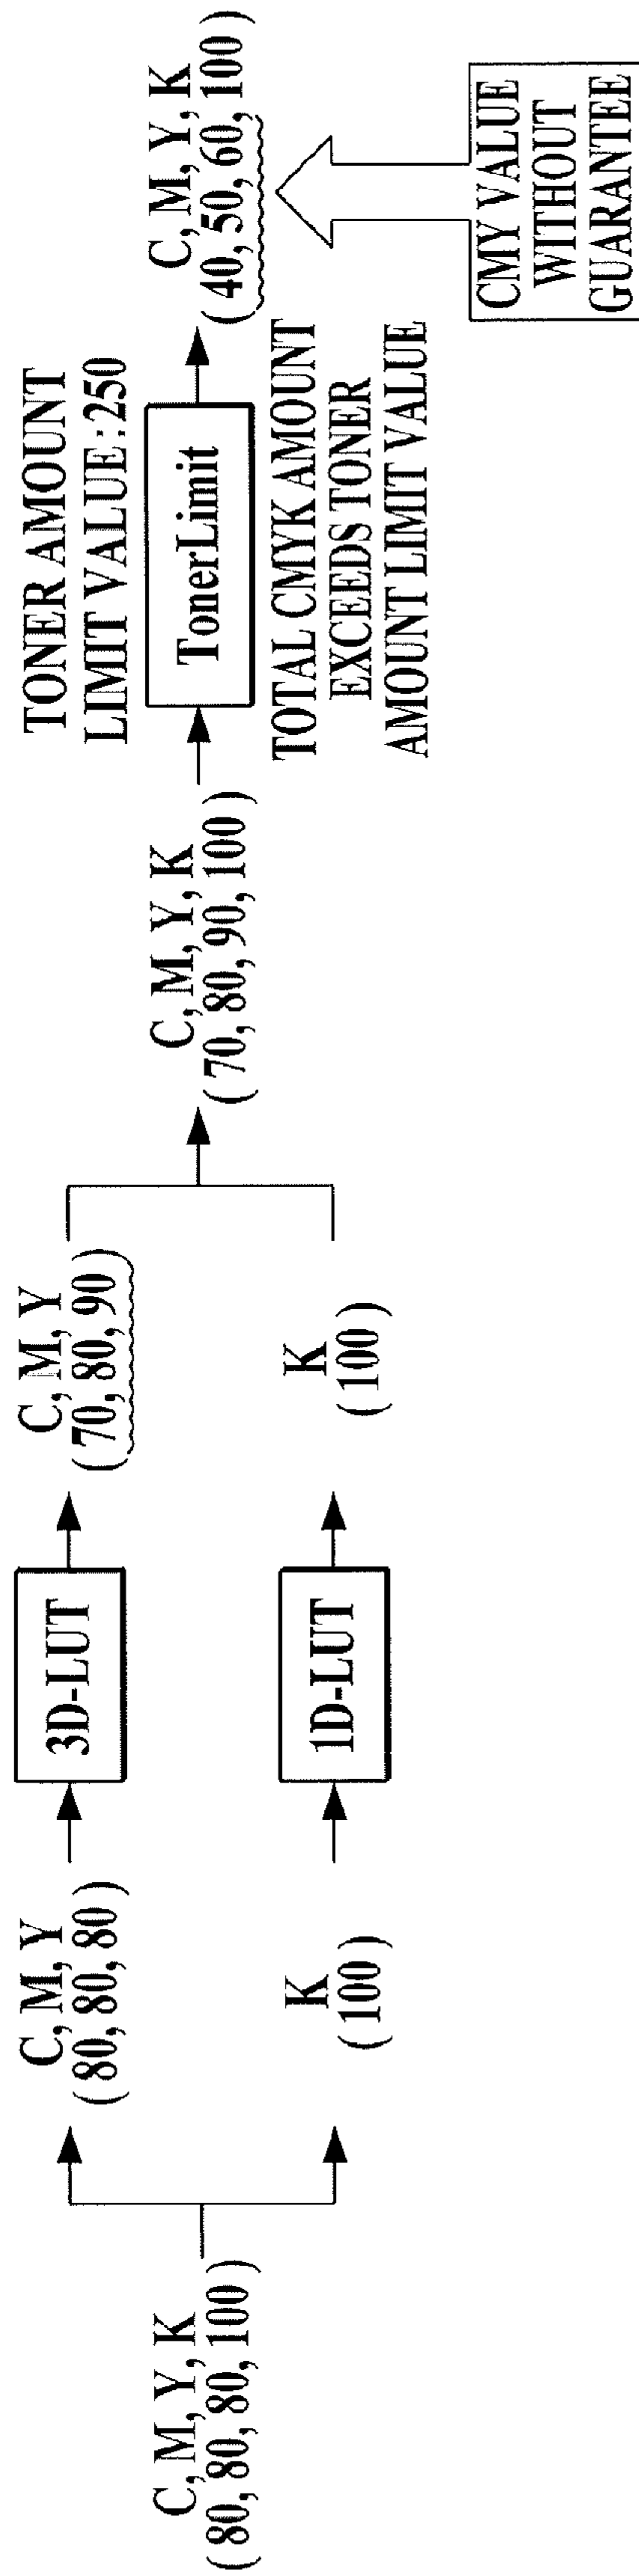 C, M, Y, K
( 80, 80, 80, 100 )
C, M, Y
( 80, 80, 80 )
3D-LUT
C, M, Y
( 70, 80, 90 )
K
( 100 )
1D-LUT
K
( 100 )
C, M, Y, K
( 70, 80, 90, 100 )
TONER AMOUNT
LIMIT VALUE : 250
TonerLimit
TOTAL CMYK AMOUNT
EXCEEDS TONER
AMOUNT LIMIT VALUE
C, M, Y, K
( 40, 50, 60, 100 )
CMY VALUE
WITHOUT
GUARANTEE